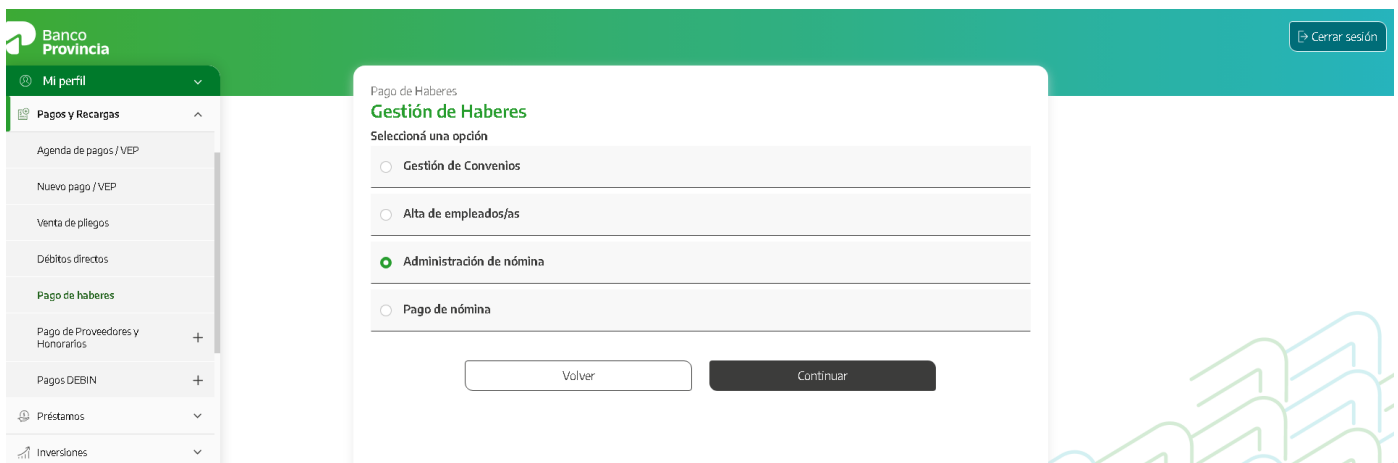 Banco
Provincia
Cerrar sesión
Mi perfil
Pagos y Recargas
Agenda de pagos / VEP
Nuevo pago / VEP
Venta de pliegos
Débitos directos
Pago de haberes
Pago de Proveedores y
Honorarios
Pagos DEBIN
Préstamos
Inversiones
Pago de Haberes
Gestión de Haberes
Seleccioná una opción
Gestión de Convenios
Alta de empleados/as
Administración de nómina
Pago de nómina
Volver
Continuar